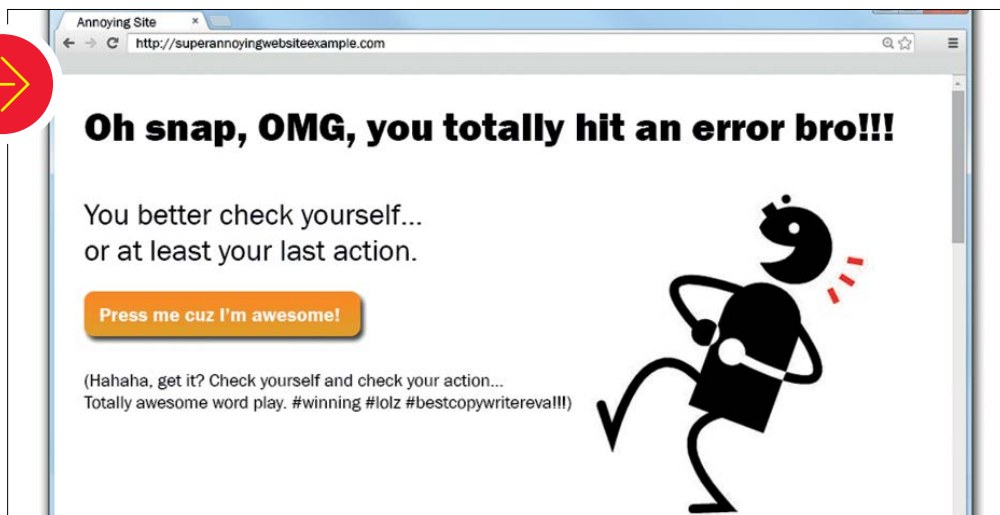 Annoying Site
http://superannoyingwebsiteexample.com
Oh snap, OMG, you totally hit an error bro!!!
You better check yourself...
or at least your last action.
Press me cuz I'm awesome!
(Hahaha, get it? Check yourself and check your action...
Totally awesome word play. #winning #lolz #bestcopywritereva!!!)